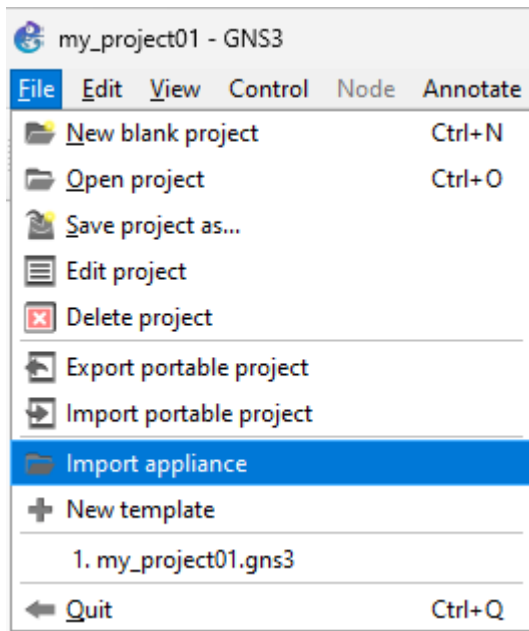 my_project01 - GNS3
File Edit View Control Node Annotate
New blank project Ctrl+N
Open project Ctrl+O
Save project as...
Edit project
Delete project
Export portable project
Import portable project
Import appliance
New template
1. my_project01.gns3
Quit Ctrl+Q